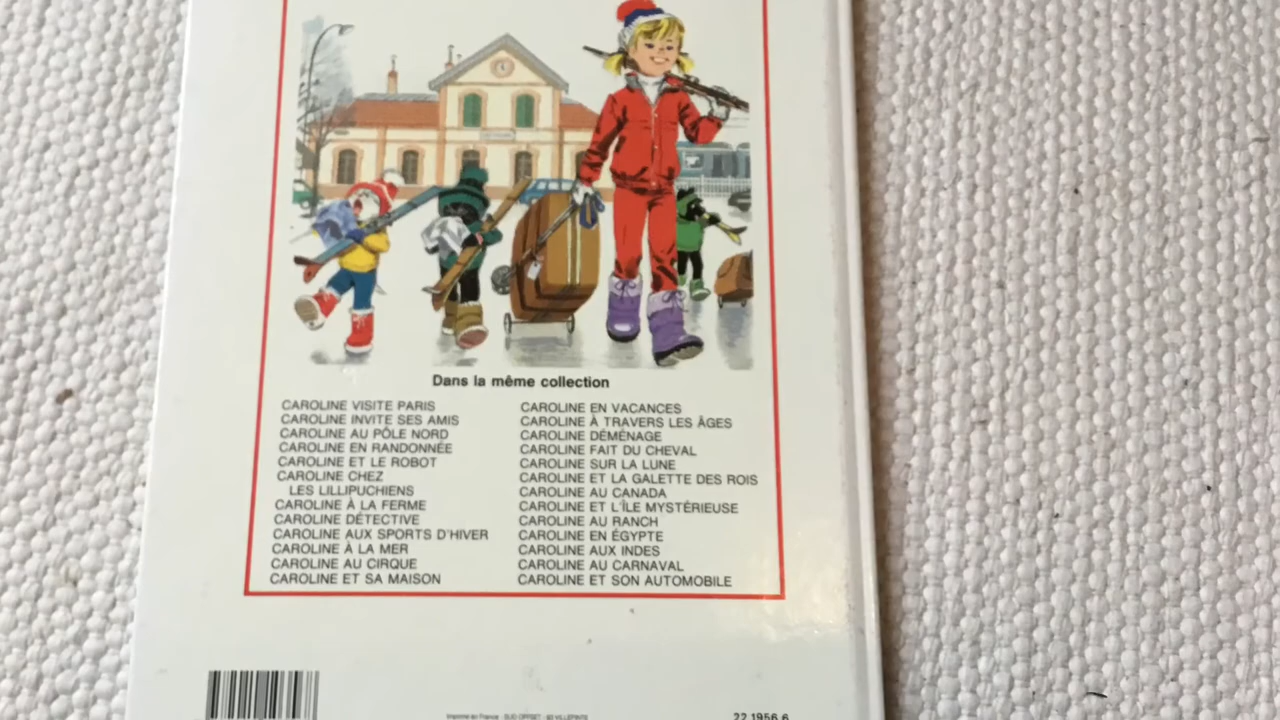 Dans la même collection
CAROLINE VISITE PARIS
CAROLINE INVITE SES AMIS
CAROLINE AU PÔLE NORD
CAROLINE EN RANDONNÉE
CAROLINE ET LE ROBOT
CAROLINE CHEZ
LES LILLIPUCHIENS
CAROLINE À LA FERME
CAROLINE DÉTECTIVE
CAROLINE AUX SPORTS D'HIVER
CAROLINE À LA MER
CAROLINE AU CIRQUE
CAROLINE ET SA MAISON
CAROLINE EN VACANCES
CAROLINE À TRAVERS LES ÂGES
CAROLINE DÉMÉNAGE
CAROLINE FAIT DU CHEVAL
CAROLINE SUR LA LUNE
CAROLINE ET LA GALETTE DES ROIS
CAROLINE AU CANADA
CAROLINE ET L'ÎLE MYSTÉRIEUSE
CAROLINE AU RANCH
CAROLINE EN ÉGYPTE
CAROLINE AUX INDES
CAROLINE AU CARNAVAL
CAROLINE ET SON AUTOMOBILE
Imprimé en France
22.1956.6